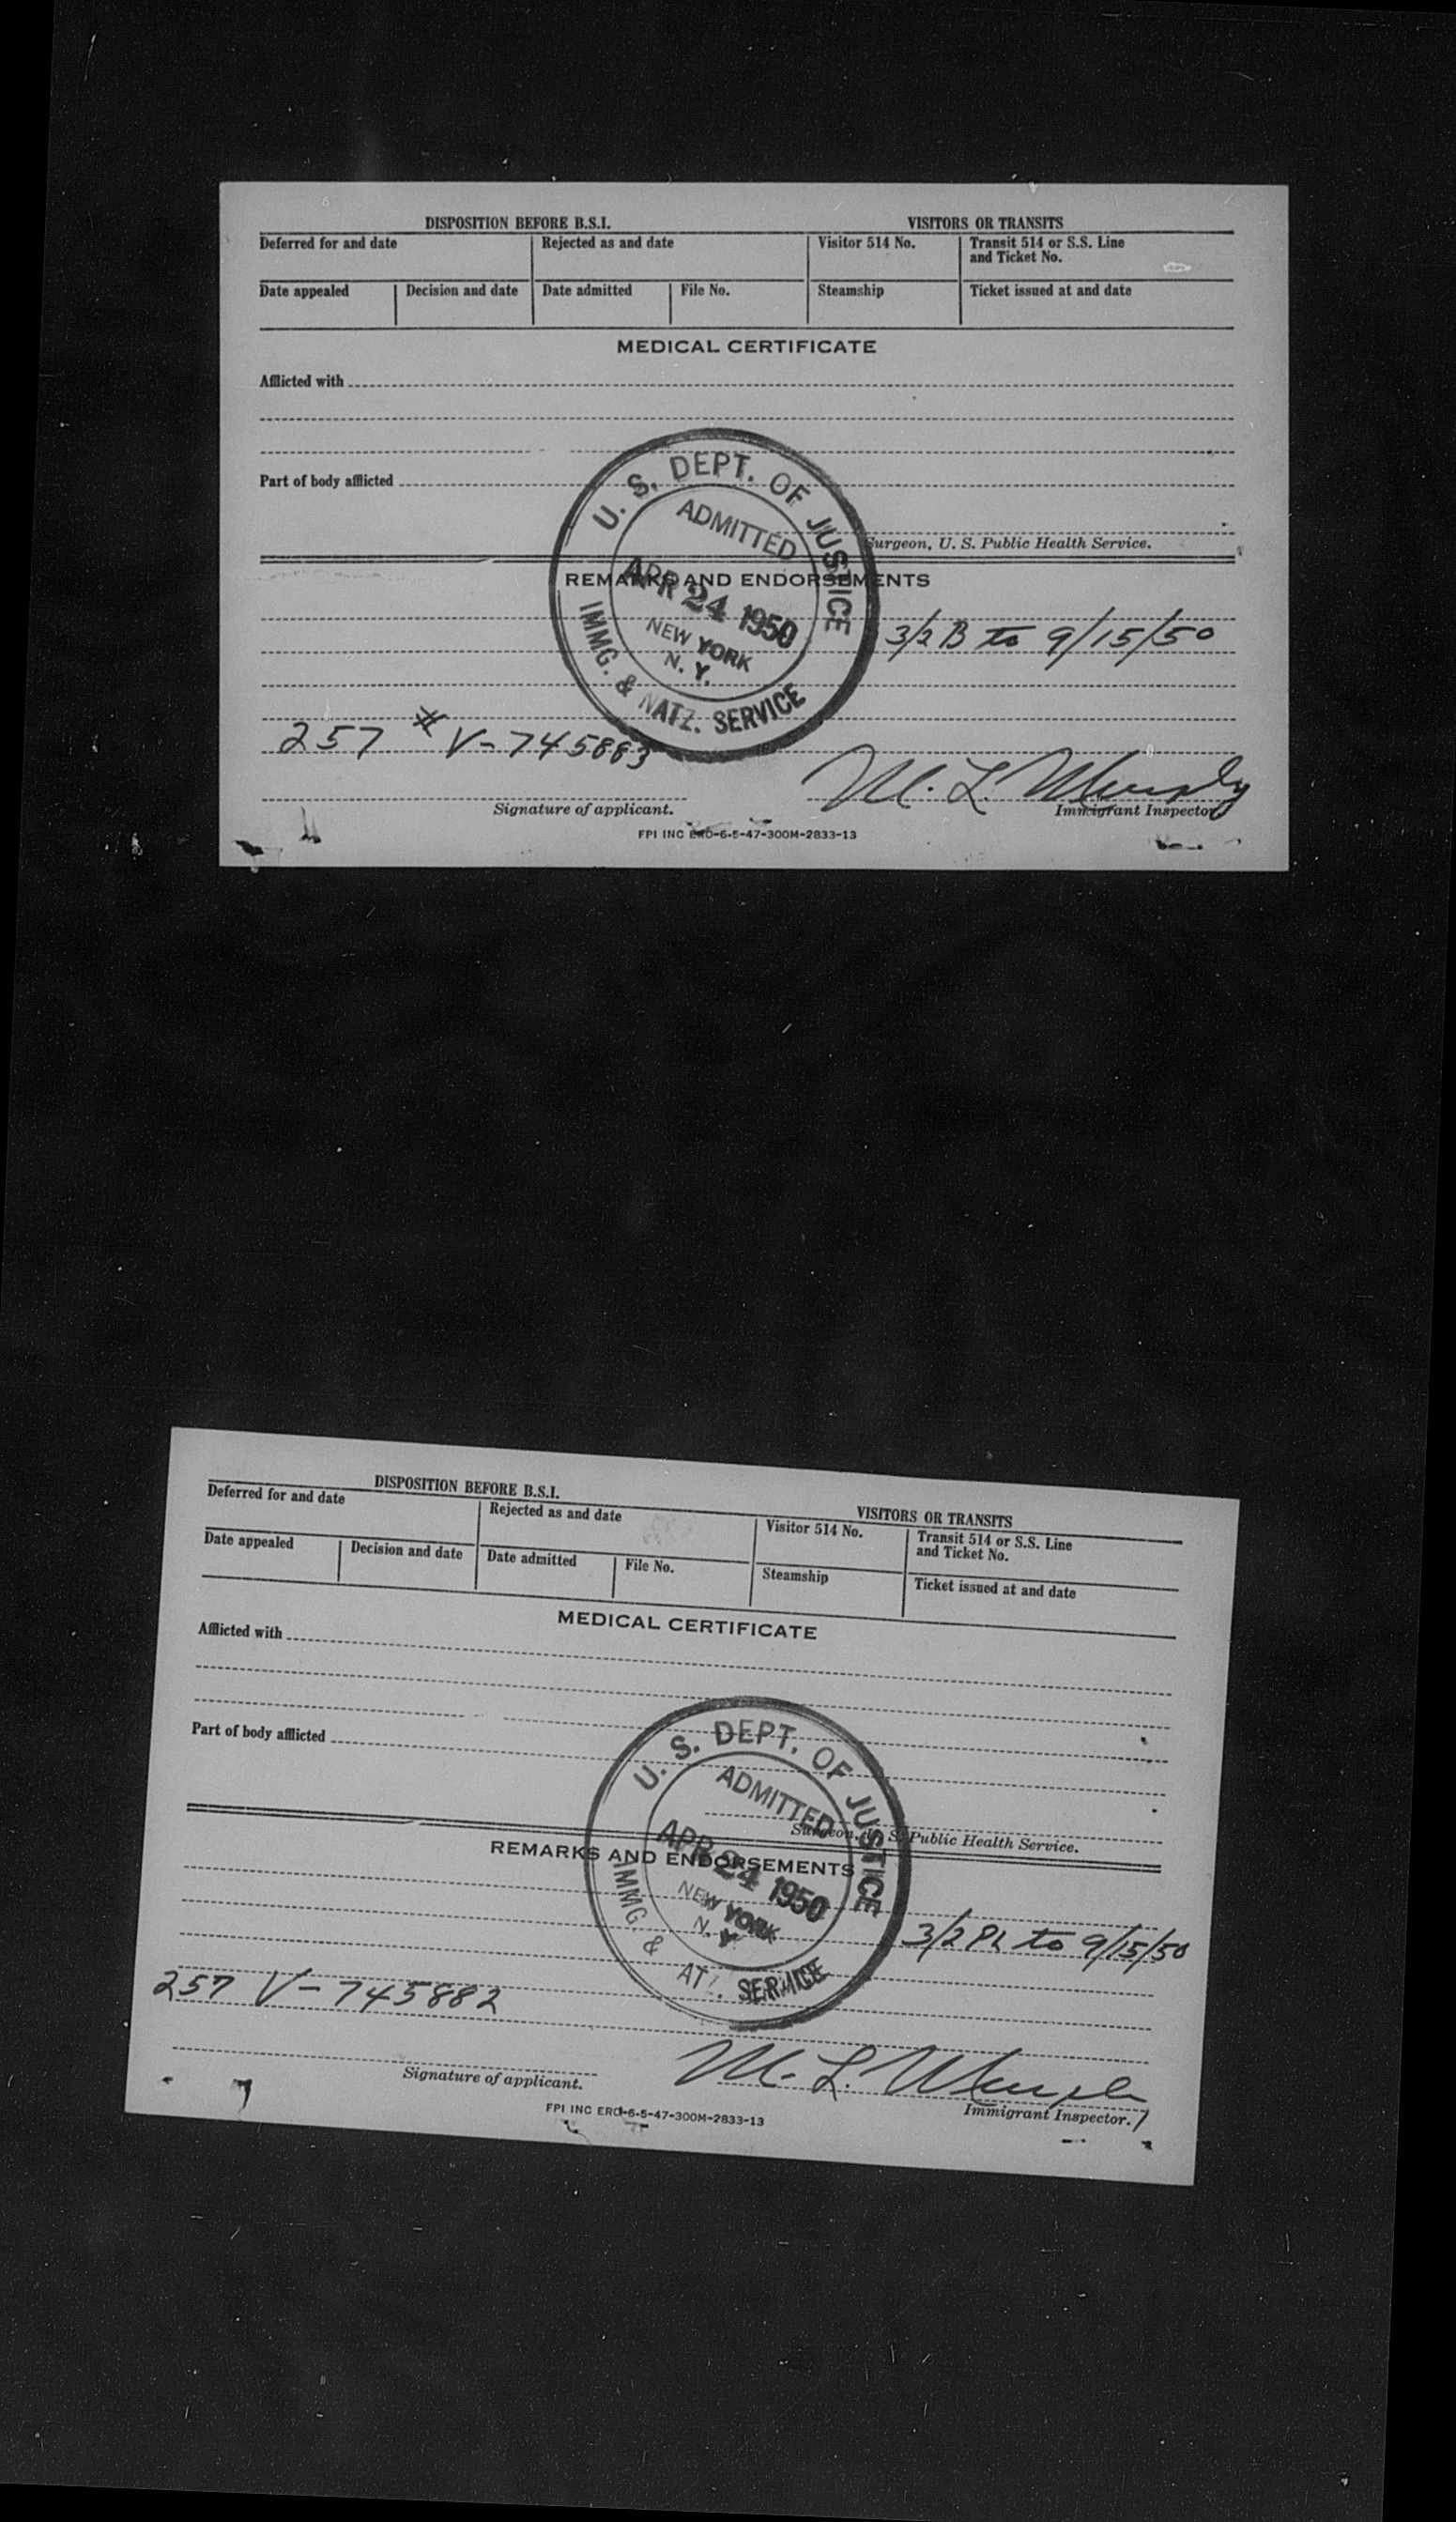 DISPOSITION BEFORE B.S.I. VISITORS OR TRANSITS
Deferred for and date Rejected as and date Visitor 514 No. Transit 514 or S.S. Line and Ticket No.
Date appealed Decision and date Date admitted File No. Steamship Ticket issued at and date
MEDICAL CERTIFICATE
Afflicted with
Part of body afflicted
Surgeon, U. S. Public Health Service.
REMARKS AND ENDORSEMENTS
U. S. DEPT. OF JUSTICE
ADMITTED
APR 24 1950
NEW YORK
N. Y.
IMMG. & NATZ. SERVICE
3/2 B to 9/15/50
257 # V-745883
M. L. Murphy
Signature of applicant. Immigrant Inspector.
FPI INC ERO-6-5-47-300M-2833-13
DISPOSITION BEFORE B.S.I. VISITORS OR TRANSITS
Deferred for and date Rejected as and date Visitor 514 No. Transit 514 or S.S. Line and Ticket No.
Date appealed Decision and date Date admitted File No. Steamship Ticket issued at and date
MEDICAL CERTIFICATE
Afflicted with
Part of body afflicted
Surgeon, U. S. Public Health Service.
REMARKS AND ENDORSEMENTS
U. S. DEPT. OF JUSTICE
ADMITTED
APR 24 1950
NEW YORK
N. Y.
IMMG. & ATZ. SERVICE
3/2 to 9/15/50
257 V-745882
M. L. Murphy
Signature of applicant. Immigrant Inspector.
FPI INC ERO-6-5-47-300M-2833-13